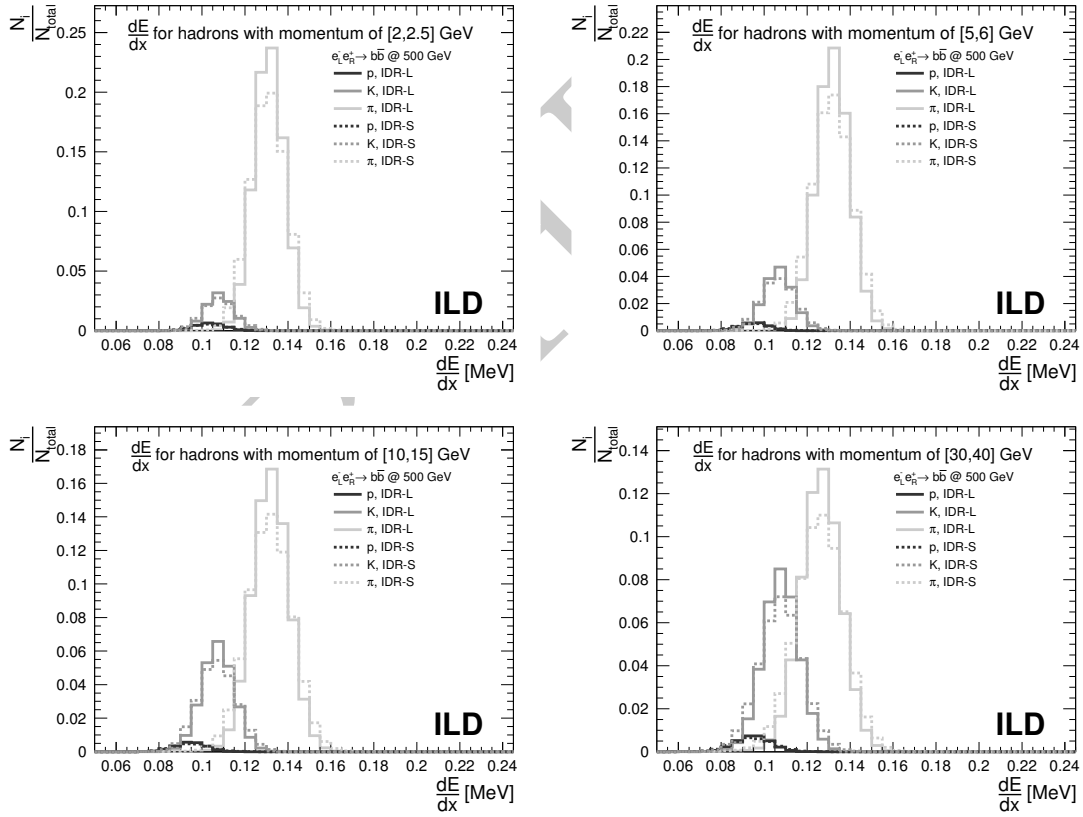 dE/dx for hadrons with momentum of [2,2.5] GeV
e⁻_L e⁺_R → bb̅ @ 500 GeV
p, IDR-L
K, IDR-L
π, IDR-L
p, IDR-S
K, IDR-S
π, IDR-S
N_i/N_total
0.25
0.2
0.15
0.1
0.05
0
ILD
0.06 0.08 0.1 0.12 0.14 0.16 0.18 0.2 0.22 0.24
dE/dx [MeV]
dE/dx for hadrons with momentum of [5,6] GeV
e⁻_L e⁺_R → bb̅ @ 500 GeV
p, IDR-L
K, IDR-L
π, IDR-L
p, IDR-S
K, IDR-S
π, IDR-S
N_i/N_total
0.22
0.2
0.18
0.16
0.14
0.12
0.1
0.08
0.06
0.04
0.02
0
ILD
0.06 0.08 0.1 0.12 0.14 0.16 0.18 0.2 0.22 0.24
dE/dx [MeV]
dE/dx for hadrons with momentum of [10,15] GeV
e⁻_L e⁺_R → bb̅ @ 500 GeV
p, IDR-L
K, IDR-L
π, IDR-L
p, IDR-S
K, IDR-S
π, IDR-S
N_i/N_total
0.18
0.16
0.14
0.12
0.1
0.08
0.06
0.04
0.02
0
ILD
0.06 0.08 0.1 0.12 0.14 0.16 0.18 0.2 0.22 0.24
dE/dx [MeV]
dE/dx for hadrons with momentum of [30,40] GeV
e⁻_L e⁺_R → bb̅ @ 500 GeV
p, IDR-L
K, IDR-L
π, IDR-L
p, IDR-S
K, IDR-S
π, IDR-S
N_i/N_total
0.14
0.12
0.1
0.08
0.06
0.04
0.02
0
ILD
0.06 0.08 0.1 0.12 0.14 0.16 0.18 0.2 0.22 0.24
dE/dx [MeV]